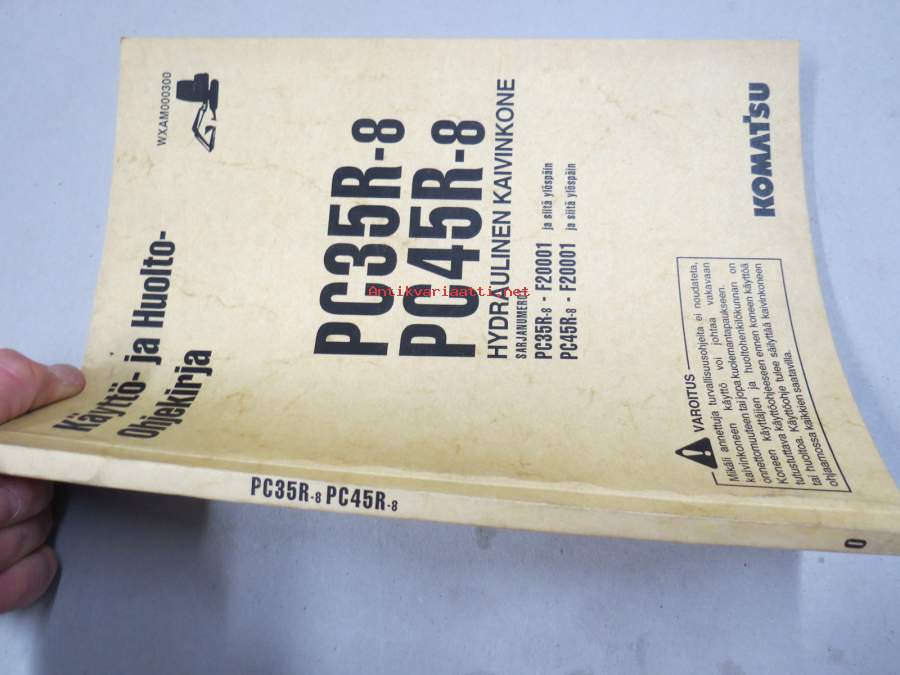 WXAM000300
Käyttö- ja Huolto-
Ohjekirja
PC35R-8
PC45R-8
HYDRAULINEN KAIVINKONE
SARJANUMERO
PC35R-8 - F20001 ja siitä ylöspäin
PC45R-8 - F20001 ja siitä ylöspäin
VAROITUS
Mikäli annettuja turvallisuusohjeita ei noudateta,
kaivinkoneen käyttö voi johtaa vakavaan
onnettomuuteen tai jopa kuolemantapaukseen.
Koneen käyttäjien ja huoltohenkilökunnan on
tutustuttava käyttöohjeeseen ennen koneen käyttöä
tai huoltoa. Käyttöohje tulee säilyttää kaivinkoneen
ohjaamossa kaikkien saatavilla.
KOMATSU
PC35R-8 PC45R-8
0
Antikvariaatti.net